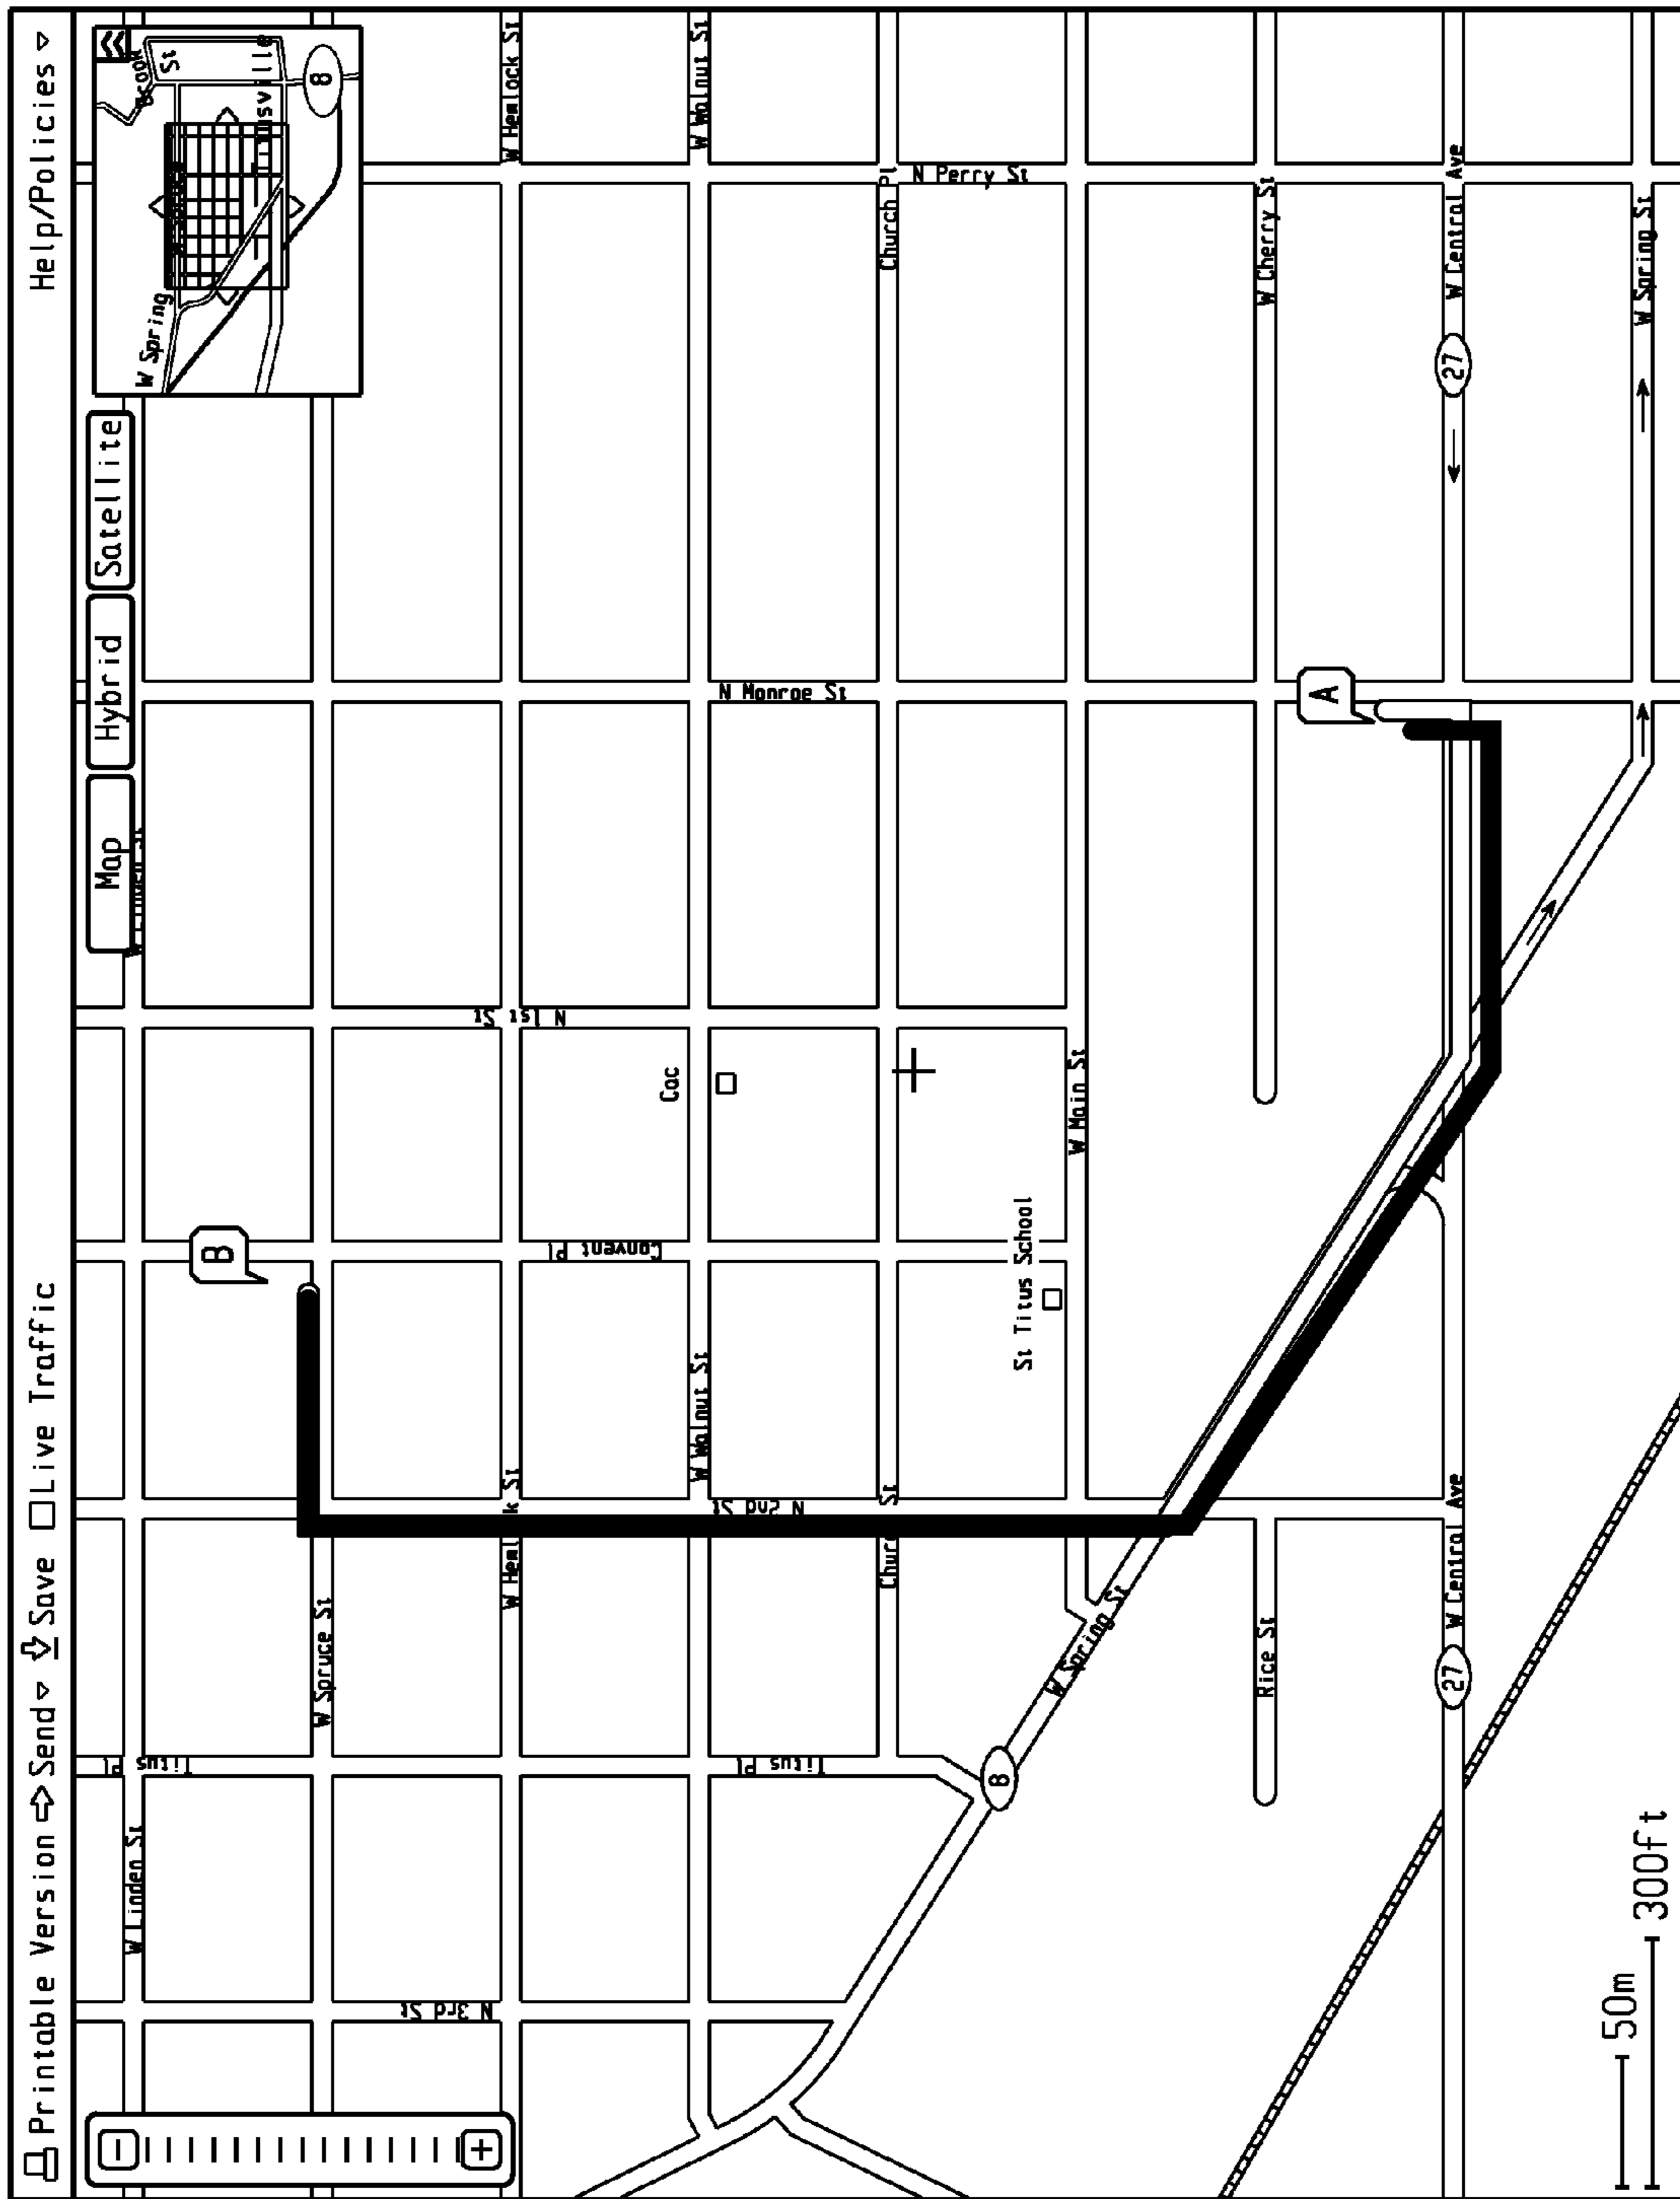 Printable Version Send Save Live Traffic Help/Policies
Map Hybrid Satellite
Brook
St
W Spring
Titusville
8
B
A
W Linden St
W Spruce St
W Hemlock St
W Walnut St
W Walnut St
Church Pl
W Main St
W Cherry St
Rice St
W Central Ave
W Central Ave
27
27
W Spring St
W Spring St
8
N 3rd St
Titus Pl
Titus Pl
N 2nd St
Convent Pl
N 1st St
N Monroe St
N Perry St
Cac
St Titus School
50m
300ft